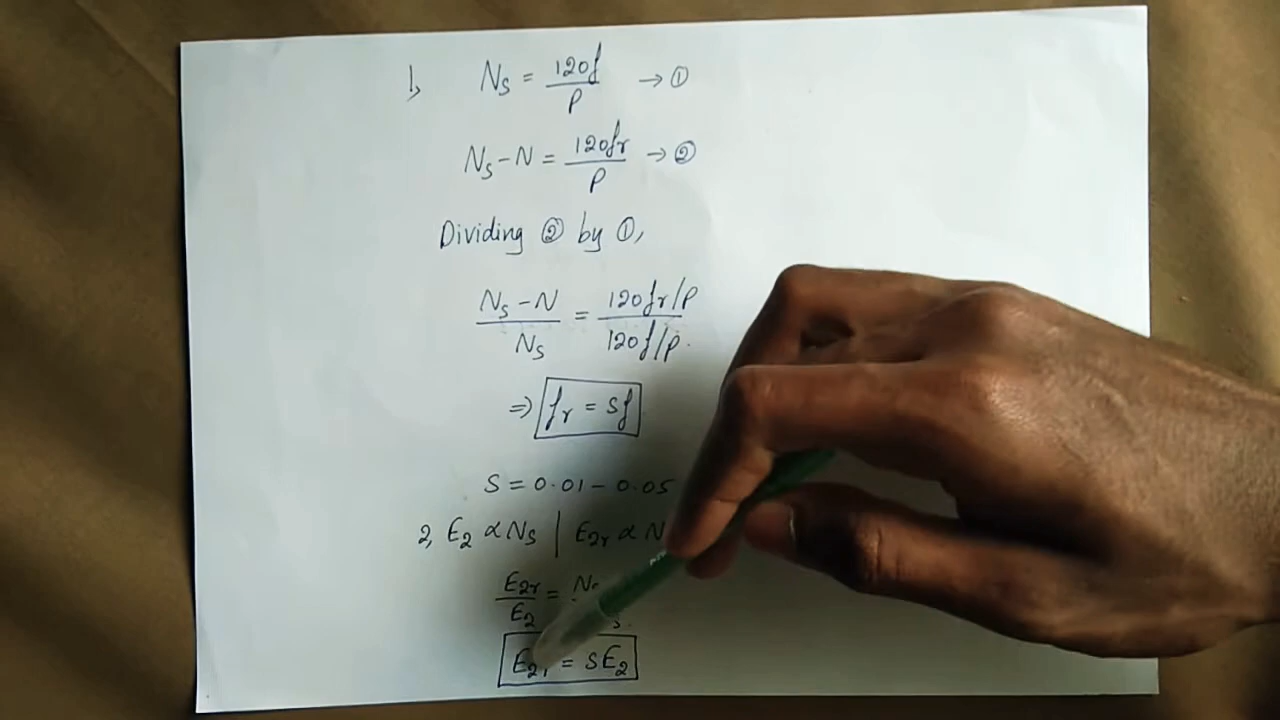 1, Ns = 120f/P → ①
Ns - N = 120fr/P → ②
Dividing ② by ①,
Ns - N / Ns = 120fr/P / 120f/P.
⇒ fr = sf
S = 0.01 - 0.05
2, E2 ∝ Ns | E2r ∝ N
E2r / E2 =
E2r = SE2